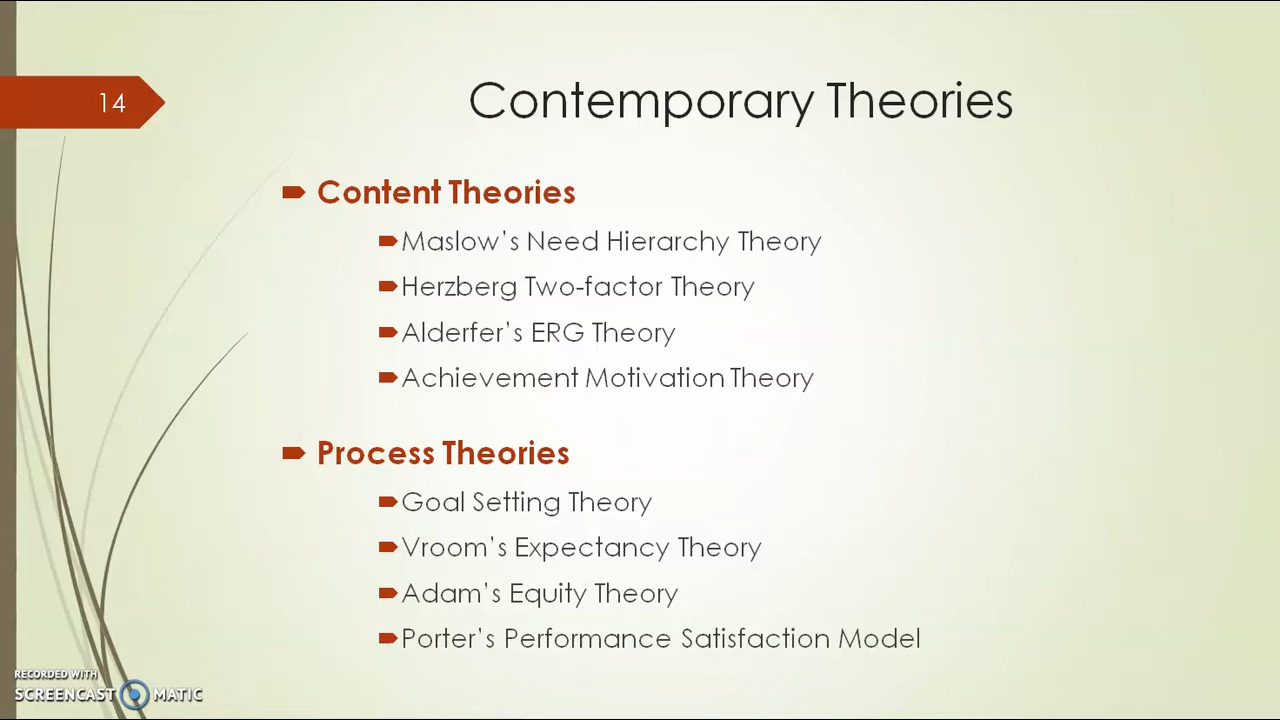 14
Contemporary Theories
Content Theories
Maslow's Need Hierarchy Theory
Herzberg Two-factor Theory
Alderfer's ERG Theory
Achievement Motivation Theory
Process Theories
Goal Setting Theory
Vroom's Expectancy Theory
Adam's Equity Theory
Porter's Performance Satisfaction Model
RECORDED WITH
SCREENCAST MATIC